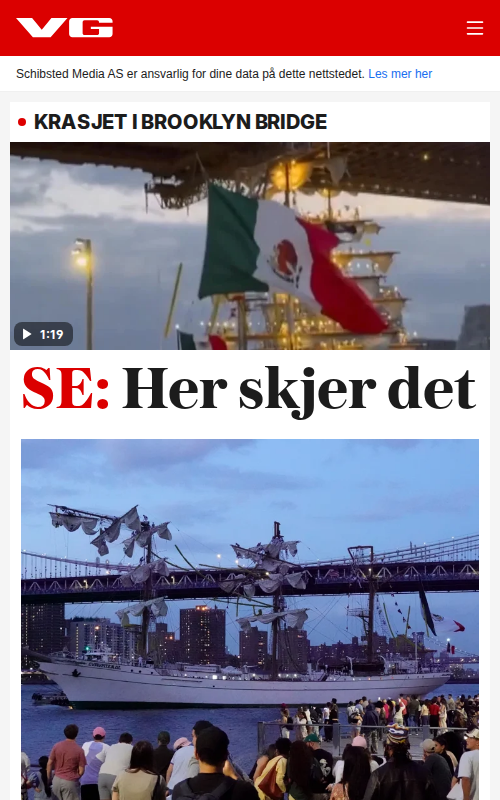 VG
Schibsted Media AS er ansvarlig for dine data på dette nettstedet. Les mer her
KRASJET I BROOKLYN BRIDGE
1:19
SE: Her skjer det